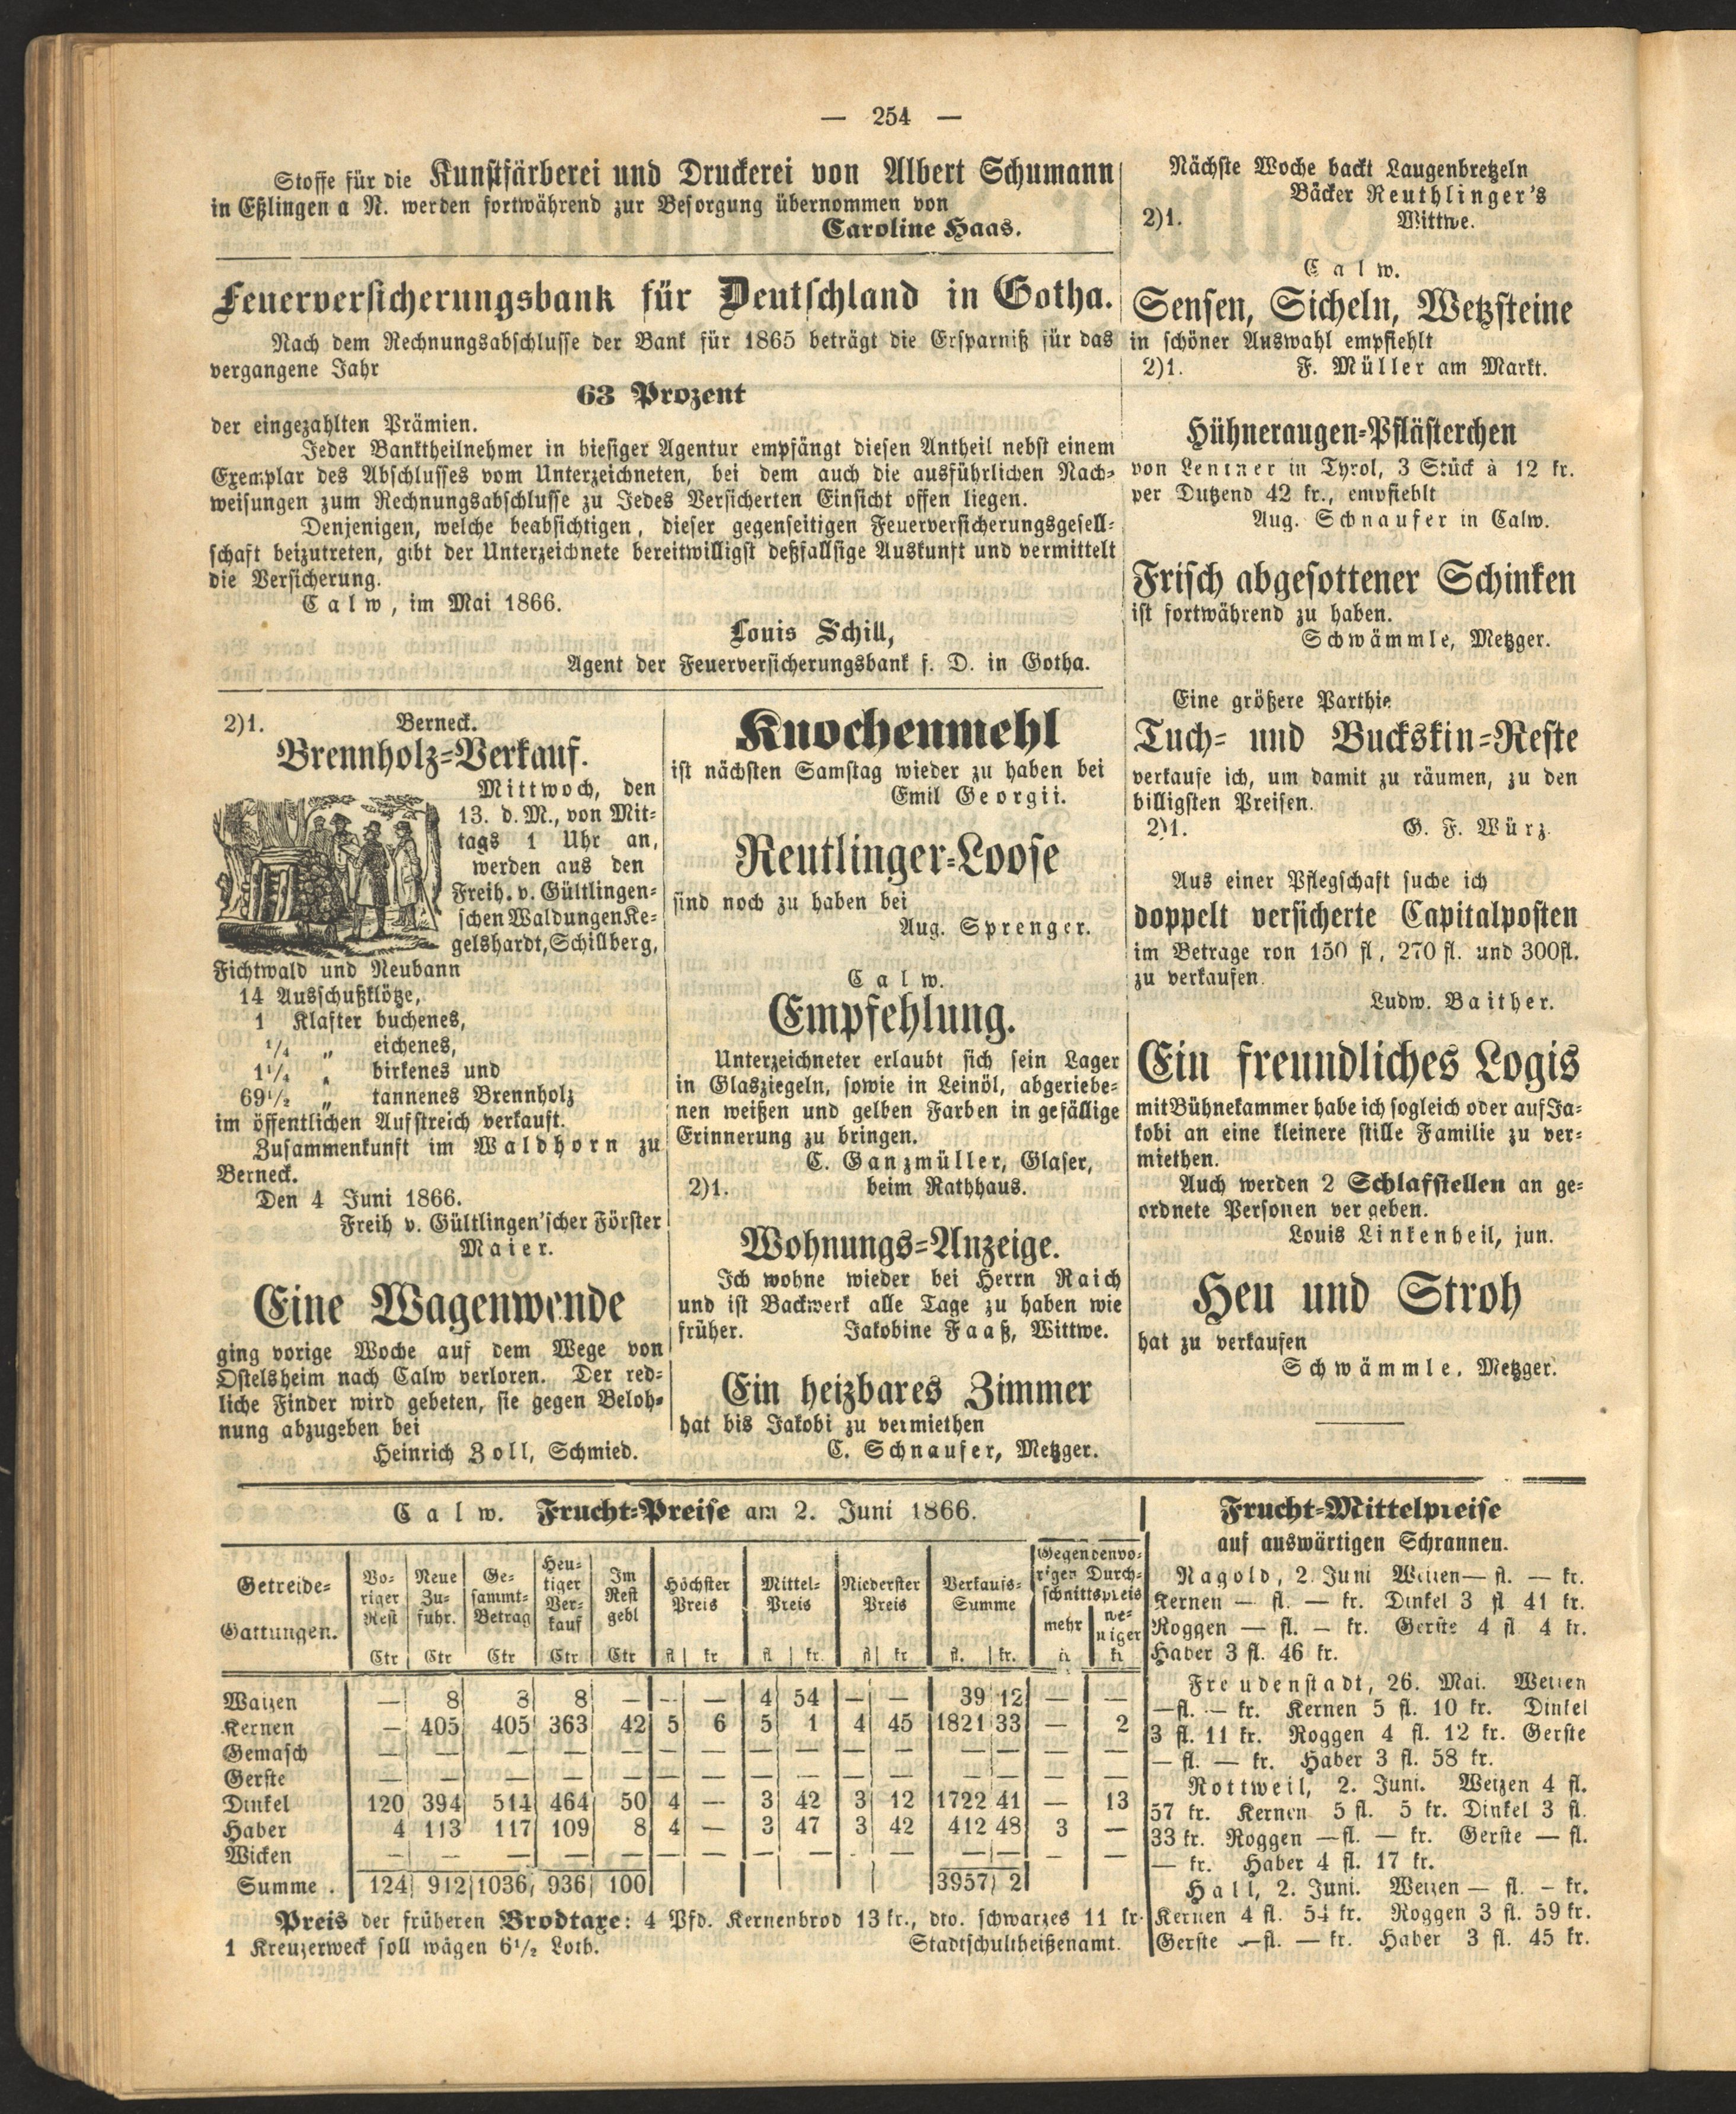 — 254 —
Stoffe für die Kunstfärberei und Druckerei von Albert Schumann
in Eßlingen a N. werden fortwährend zur Besorgung übernommen von
Caroline Haas.
Feuerversicherungsbank für Deutschland in Gotha.
Nach dem Rechnungsabschlusse der Bank für 1865 beträgt die Ersparniß für das
vergangene Jahr
63 Prozent
der eingezahlten Prämien.
Jeder Banktheilnehmer in hiesiger Agentur empfängt diesen Antheil nebst einem
Exemplar des Abschlusses vom Unterzeichneten, bei dem auch die ausführlichen Nach-
weisungen zum Rechnungsabschlusse zu Jedes Versicherten Einsicht offen liegen.
Denjenigen, welche beabsichtigen, dieser gegenseitigen Feuerversicherungsgesell-
schaft beizutreten, gibt der Unterzeichnete bereitwilligst deßfallsige Auskunft und vermittelt
die Versicherung.
Calw, im Mai 1866.
Louis Schill,
Agent der Feuerversicherungsbank f. D. in Gotha.
2)1. Berneck.
Brennholz-Verkauf.
Mittwoch, den
13. d. M., von Mit-
tags 1 Uhr an,
werden aus den
Freih. v. Gültlingen-
schen Waldungen Ke-
gelshardt, Schillberg,
Fichtwald und Neubann
14 Ausschußklötze,
1 Klafter buchenes,
1/4 „ eichenes,
1 1/4 „ birkenes und
69 1/2 „ tannenes Brennholz
im öffentlichen Aufstreich verkauft.
Zusammenkunft im Waldhorn zu
Berneck.
Den 4 Juni 1866.
Freih v. Gültlingen'scher Förster
Maier.
Eine Wagenwende
ging vorige Woche auf dem Wege von
Ostelsheim nach Calw verloren. Der red-
liche Finder wird gebeten, sie gegen Beloh-
nung abzugeben bei
Heinrich Zoll, Schmied.
Knochenmehl
ist nächsten Samstag wieder zu haben bei
Emil Georgii.
Reutlinger-Loose
sind noch zu haben bei
Aug. Sprenger.
Calw.
Empfehlung.
Unterzeichneter erlaubt sich sein Lager
in Glasziegeln, sowie in Leinöl, abgeriebe-
nen weißen und gelben Farben in gefällige
Erinnerung zu bringen.
C. Ganzmüller, Glaser,
2)1. beim Rathhaus.
Wohnungs-Anzeige.
Ich wohne wieder bei Herrn Raich
und ist Backwerk alle Tage zu haben wie
früher. Jakobine Faaß, Wittwe.
Ein heizbares Zimmer
hat bis Jakobi zu vermiethen
C. Schnaufer, Metzger.
Nächste Woche backt Laugenbretzeln
Bäcker Reuthlinger's
2)1. Wittwe.
Calw.
Sensen, Sicheln, Wetzsteine
in schöner Auswahl empfiehlt
2)1. F. Müller am Markt.
Hühneraugen-Pflästerchen
von Lentner in Tyrol, 3 Stück à 12 kr.
per Dutzend 42 kr., empfiehlt
Aug. Schnaufer in Calw.
Frisch abgesottener Schinken
ist fortwährend zu haben.
Schwämmle, Metzger.
Eine größere Parthie
Tuch- und Buckskin-Reste
verkaufe ich, um damit zu räumen, zu den
billigsten Preisen.
2)1. G. F. Würz.
Aus einer Pflegschaft suche ich
doppelt versicherte Capitalposten
im Betrage von 150 fl, 270 fl. und 300 fl.
zu verkaufen.
Ludw. Baither.
Ein freundliches Logis
mit Bühnekammer habe ich sogleich oder auf Ja-
kobi an eine kleinere stille Familie zu ver-
miethen.
Auch werden 2 Schlafstellen an ge-
ordnete Personen vergeben.
Louis Linkenheil, jun.
Heu und Stroh
hat zu verkaufen
Schwämmle, Metzger.
Calw. Frucht-Preise am 2. Juni 1866.
Getreide-Gattungen. | Voriger Rest | Neue Zufuhr. | Gesammt-Betrag | Heutiger Verkauf | Im Rest gebl | Höchster Preis | Mittel-Preis | Niederster Preis | Verkaufs-Summe | Gegen den vorigen Durchschnittspreis mehr | weniger
Ctr | Ctr | Ctr | Ctr | Ctr | fl | kr | fl | kr. | fl | kr | fl. | kr. | fr | kr
Waizen — 8 8 8 — — — 4 54 — — 39 12 — —
Kernen — 405 405 363 42 5 6 5 1 4 45 1821 33 — 2
Gemasch — — — — — — — — — — — — — — —
Gerste — — — — — — — — — — — — — — —
Dinkel 120 394 514 464 50 4 — 3 42 3 12 1722 41 — 13
Haber 4 113 117 109 8 4 — 3 47 3 42 412 48 3 —
Wicken — — — — — — — — — — — — — — —
Summe . 124 912 1036 936 100 3957 2
Preis der früheren Brodtaxe: 4 Pfd. Kernenbrod 13 kr., dto. schwarzes 11 kr.
1 Kreuzerweck soll wägen 6 1/2 Loth. Stadtschultheißenamt.
Frucht-Mittelpreise
auf auswärtigen Schrannen.
Nagold, 2. Juni Weizen — fl. — kr.
Kernen — fl. — kr. Dinkel 3 fl 41 kr.
Roggen — fl. — kr. Gerste 4 fl 4 kr.
Haber 3 fl. 46 kr.
Freudenstadt, 26. Mai. Weizen
— fl. — kr. Kernen 5 fl. 10 kr. Dinkel
3 fl. 11 kr. Roggen 4 fl. 12 kr. Gerste
— fl. — kr. Haber 3 fl. 58 kr.
Rottweil, 2. Juni. Weizen 4 fl.
57 kr. Kernen 5 fl. 5 kr. Dinkel 3 fl.
33 kr. Roggen — fl. — kr. Gerste — fl.
— kr. Haber 4 fl. 17 kr.
Hall, 2. Juni. Weizen — fl. – kr.
Kernen 4 fl. 54 kr. Roggen 3 fl. 59 kr.
Gerste — fl. — kr. Haber 3 fl. 45 kr.